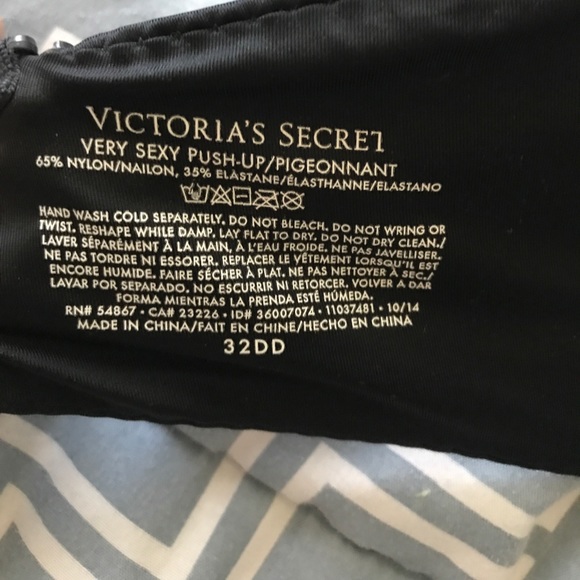 VICTORIA'S SECRET
VERY SEXY PUSH-UP/PIGEONNANT
65% NYLON/NAILON, 35% ELASTANE/ÉLASTHANNE/ELASTANO
HAND WASH COLD SEPARATELY. DO NOT BLEACH. DO NOT WRING OR
TWIST. RESHAPE WHILE DAMP. LAY FLAT TO DRY. DO NOT DRY CLEAN./
LAVER SÉPARÉMENT À LA MAIN, À L'EAU FROIDE. NE PAS JAVELLISER.
NE PAS TORDRE NI ESSORER. REPLACER LE VÊTEMENT LORSQU'IL EST
ENCORE HUMIDE. FAIRE SÉCHER À PLAT. NE PAS NETTOYER À SEC./
LAVAR POR SEPARADO. NO ESCURRIR NI RETORCER. VOLVER A DAR
FORMA MIENTRAS LA PRENDA ESTÉ HÚMEDA.
RN# 54867 • CA# 23226 • ID# 36007074 • 11037481 • 10/14
MADE IN CHINA/FAIT EN CHINE/HECHO EN CHINA
32DD